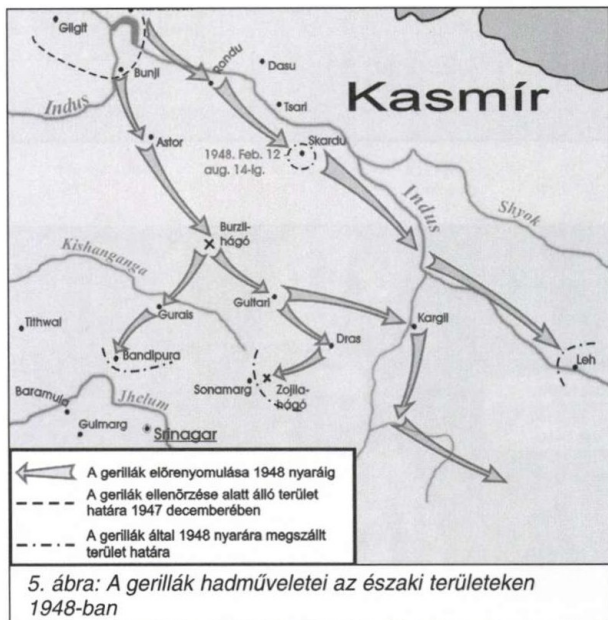 Gilgit
Bunji
Rondu
Dasu
Tsari
Kasmír
Indus
Astor
Skardu
1948. Feb. 12 -
aug. 14-ig.
Indus
Shyok
Burzil-
hágó
Kishanganga
Gurais
Gultari
Kargil
Tithwal
Bandipura
Dras
Leh
Sonamarg
Zojila-
hágó
Baramula
Jhelum
Gulmarg
Srinagar
A gerillák előrenyomulása 1948 nyaráig
A gerilák ellenőrzése alatt álló terület
határa 1947 decemberében
A gerillák által 1948 nyarára megszállt
terület határa
5. ábra: A gerillák hadműveletei az északi területeken
1948-ban